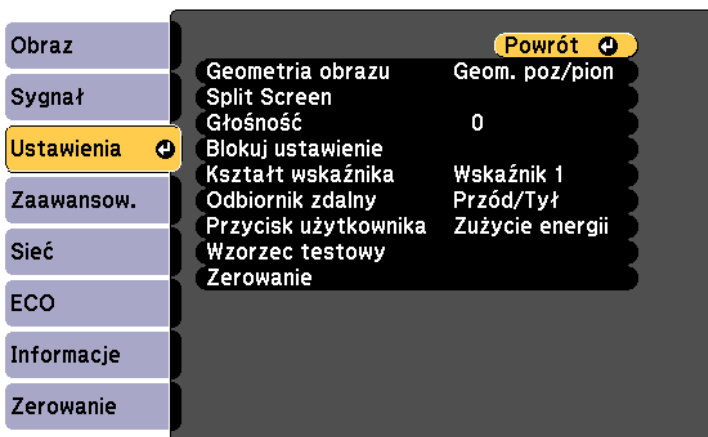 Obraz
Sygnał
Ustawienia
Zaawansow.
Sieć
ECO
Informacje
Zerowanie
Powrót
Geometria obrazu Geom. poz/pion
Split Screen
Głośność 0
Blokuj ustawienie
Kształt wskaźnika Wskaźnik 1
Odbiornik zdalny Przód/Tył
Przycisk użytkownika Zużycie energii
Wzorzec testowy
Zerowanie